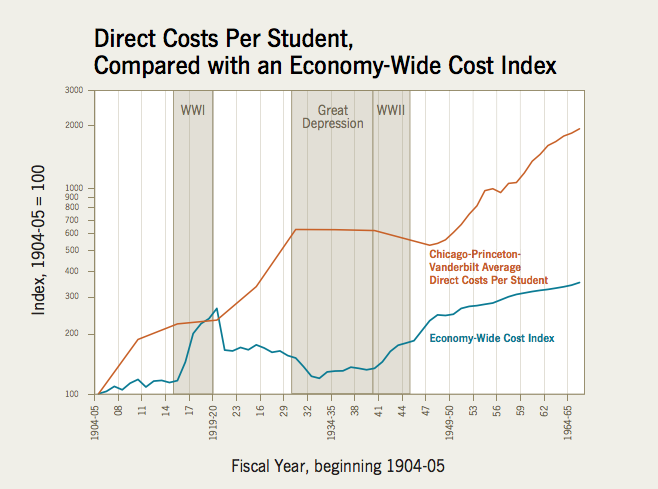 Direct Costs Per Student,
Compared with an Economy-Wide Cost Index
Index, 1904-05 = 100
3000
2000
1000
900
800
700
600
500
400
300
200
100
WWI
Great
Depression
WWII
Chicago-Princeton-
Vanderbilt Average
Direct Costs Per Student
Economy-Wide Cost Index
1904-05
08
11
14
17
1919-20
23
16
29
32
1934-35
38
41
44
47
1949-50
53
56
59
62
1964-65
Fiscal Year, beginning 1904-05